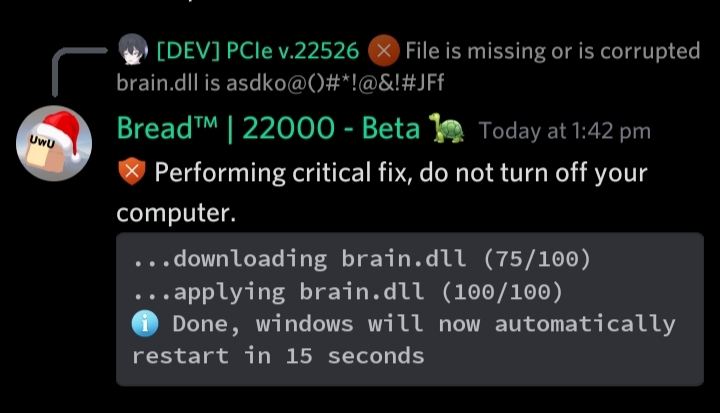 [DEV] PCIe v.22526 File is missing or is corrupted
brain.dll is asdko@()#*!@&!#JFf
UwU
Bread™ | 22000 - Beta Today at 1:42 pm
Performing critical fix, do not turn off your
computer.
...downloading brain.dll (75/100)
...applying brain.dll (100/100)
Done, windows will now automatically
restart in 15 seconds